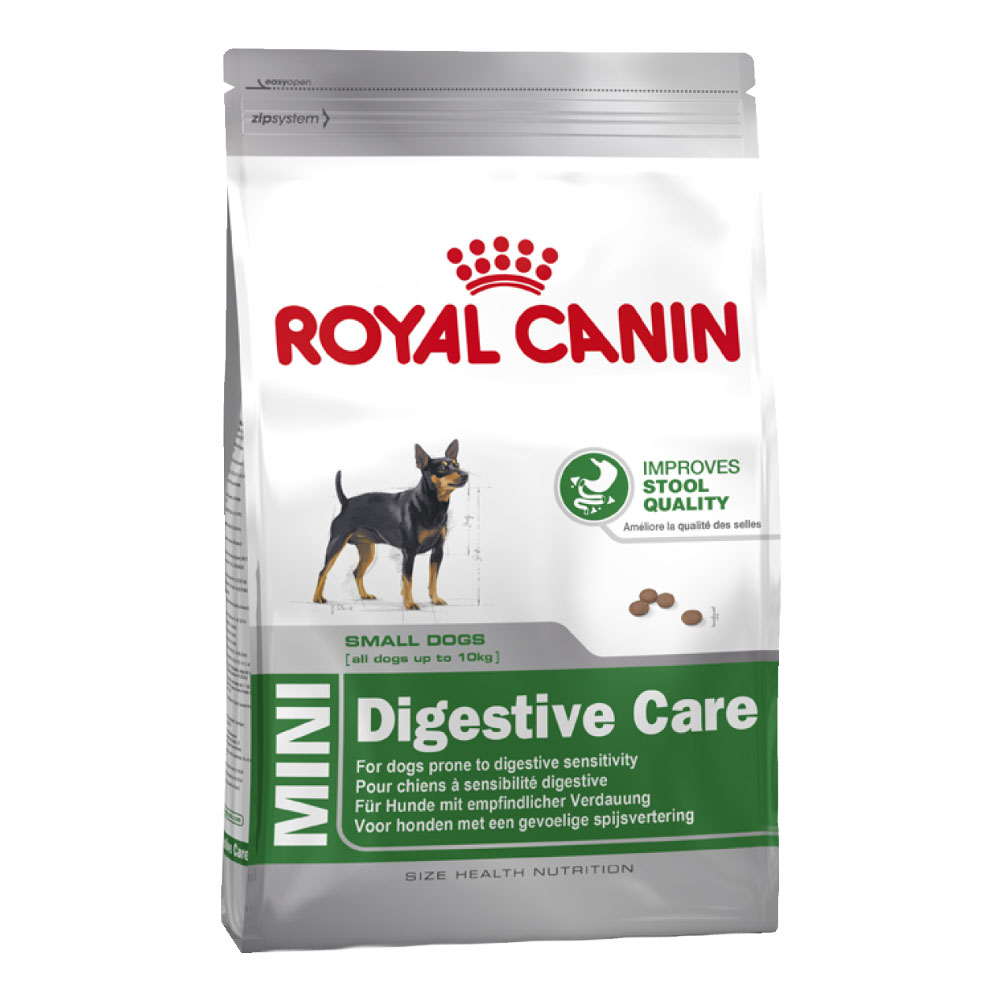 easyopen
zipsystem
ROYAL CANIN
IMPROVES
STOOL
QUALITY
Améliore la qualité des selles
SMALL DOGS
[all dogs up to 10kg]
MINI
Digestive Care
For dogs prone to digestive sensitivity
Pour chiens à sensibilité digestive
Für Hunde mit empfindlicher Verdauung
Voor honden met een gevoelige spijsvertering
SIZE HEALTH NUTRITION
Care